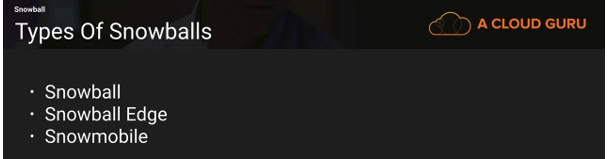 Snowball
Types Of Snowballs
A CLOUD GURU
· Snowball
· Snowball Edge
· Snowmobile